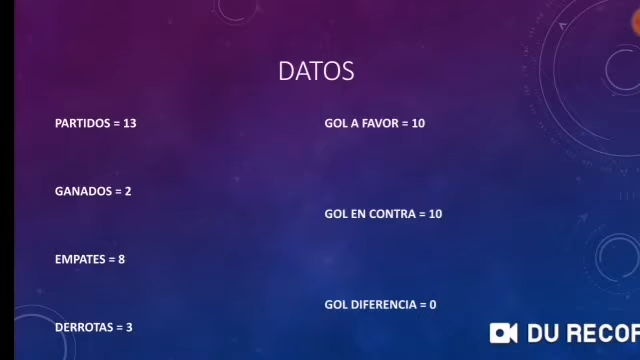 DATOS
PARTIDOS = 13
GANADOS = 2
EMPATES = 8
DERROTAS = 3
GOL A FAVOR = 10
GOL EN CONTRA = 10
GOL DIFERENCIA = 0
DU RECOR